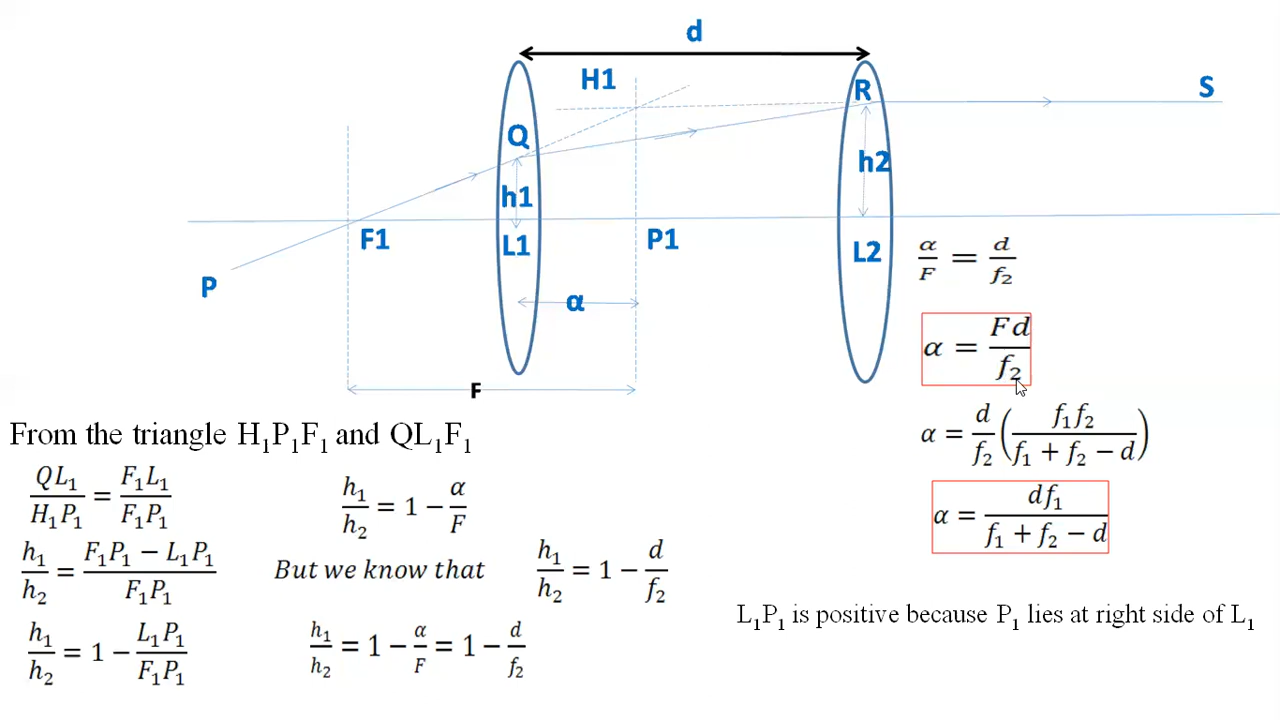 d
H1
R
S
Q
h2
h1
F1
L1
P1
L2
P
α
F
α/F = d/f₂
α = Fd/f₂
α = d/f₂ (f₁f₂/(f₁ + f₂ − d))
α = df₁/(f₁ + f₂ − d)
L₁P₁ is positive because P₁ lies at right side of L₁
From the triangle H₁P₁F₁ and QL₁F₁
QL₁/H₁P₁ = F₁L₁/F₁P₁
h₁/h₂ = (F₁P₁ − L₁P₁)/F₁P₁
h₁/h₂ = 1 − L₁P₁/F₁P₁
h₁/h₂ = 1 − α/F
But we know that h₁/h₂ = 1 − d/f₂
h₁/h₂ = 1 − α/F = 1 − d/f₂